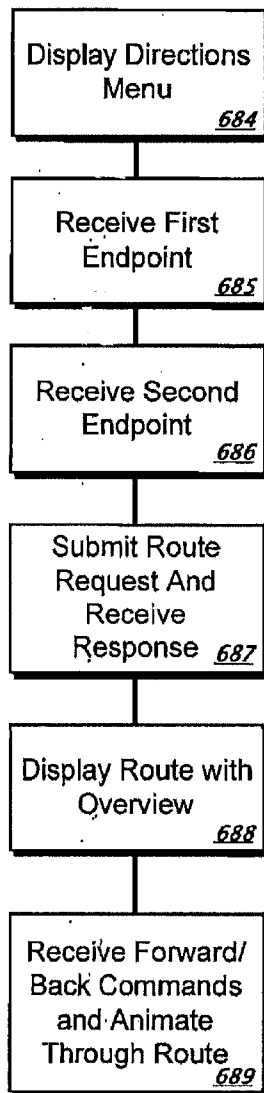 Display Directions
Menu
684
Receive First
Endpoint
685
Receive Second
Endpoint
686
Submit Route
Request And
Receive
Response 687
Display Route with
Overview
688
Receive Forward/
Back Commands
and Animate
Through Route
689